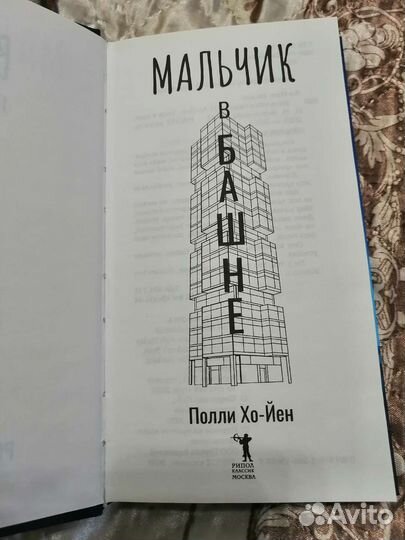 МАЛЬЧИК
В
БАШНЕ
Полли Хо-Йен
РИПОЛ
КЛАССИК
МОСКВА
Avito